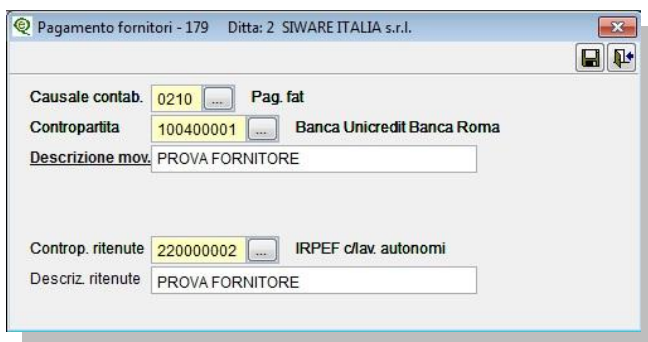 Pagamento fornitori - 179 Ditta: 2 SIWARE ITALIA s.r.l.
Causale contab. 0210 ... Pag. fat
Contropartita 100400001 ... Banca Unicredit Banca Roma
Descrizione mov. PROVA FORNITORE
Controp. ritenute 220000002 ... IRPEF c/lav. autonomi
Descriz. ritenute PROVA FORNITORE